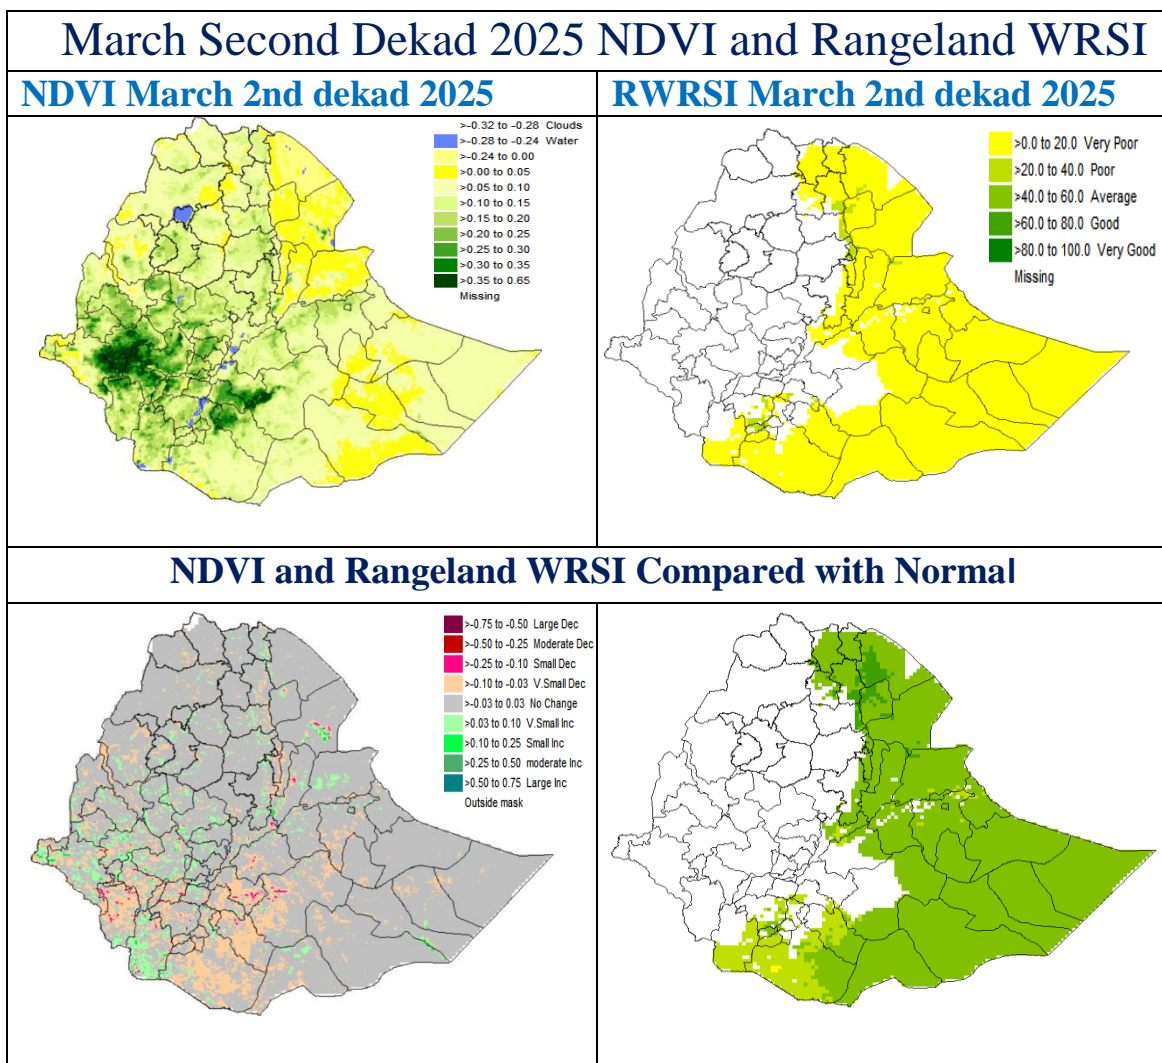 March Second Dekad 2025 NDVI and Rangeland WRSI
NDVI March 2nd dekad 2025
RWRSI March 2nd dekad 2025
>-0.32 to -0.28 Clouds
>-0.28 to -0.24 Water
>-0.24 to 0.00
>0.00 to 0.05
>0.05 to 0.10
>0.10 to 0.15
>0.15 to 0.20
>0.20 to 0.25
>0.25 to 0.30
>0.30 to 0.35
>0.35 to 0.65
Missing
>0.0 to 20.0 Very Poor
>20.0 to 40.0 Poor
>40.0 to 60.0 Average
>60.0 to 80.0 Good
>80.0 to 100.0 Very Good
Missing
NDVI and Rangeland WRSI Compared with Normal
>-0.75 to -0.50 Large Dec
>-0.50 to -0.25 Moderate Dec
>-0.25 to -0.10 Small Dec
>-0.10 to -0.03 V.Small Dec
>-0.03 to 0.03 No Change
>0.03 to 0.10 V.Small Inc
>0.10 to 0.25 Small Inc
>0.25 to 0.50 moderate Inc
>0.50 to 0.75 Large Inc
Outside mask